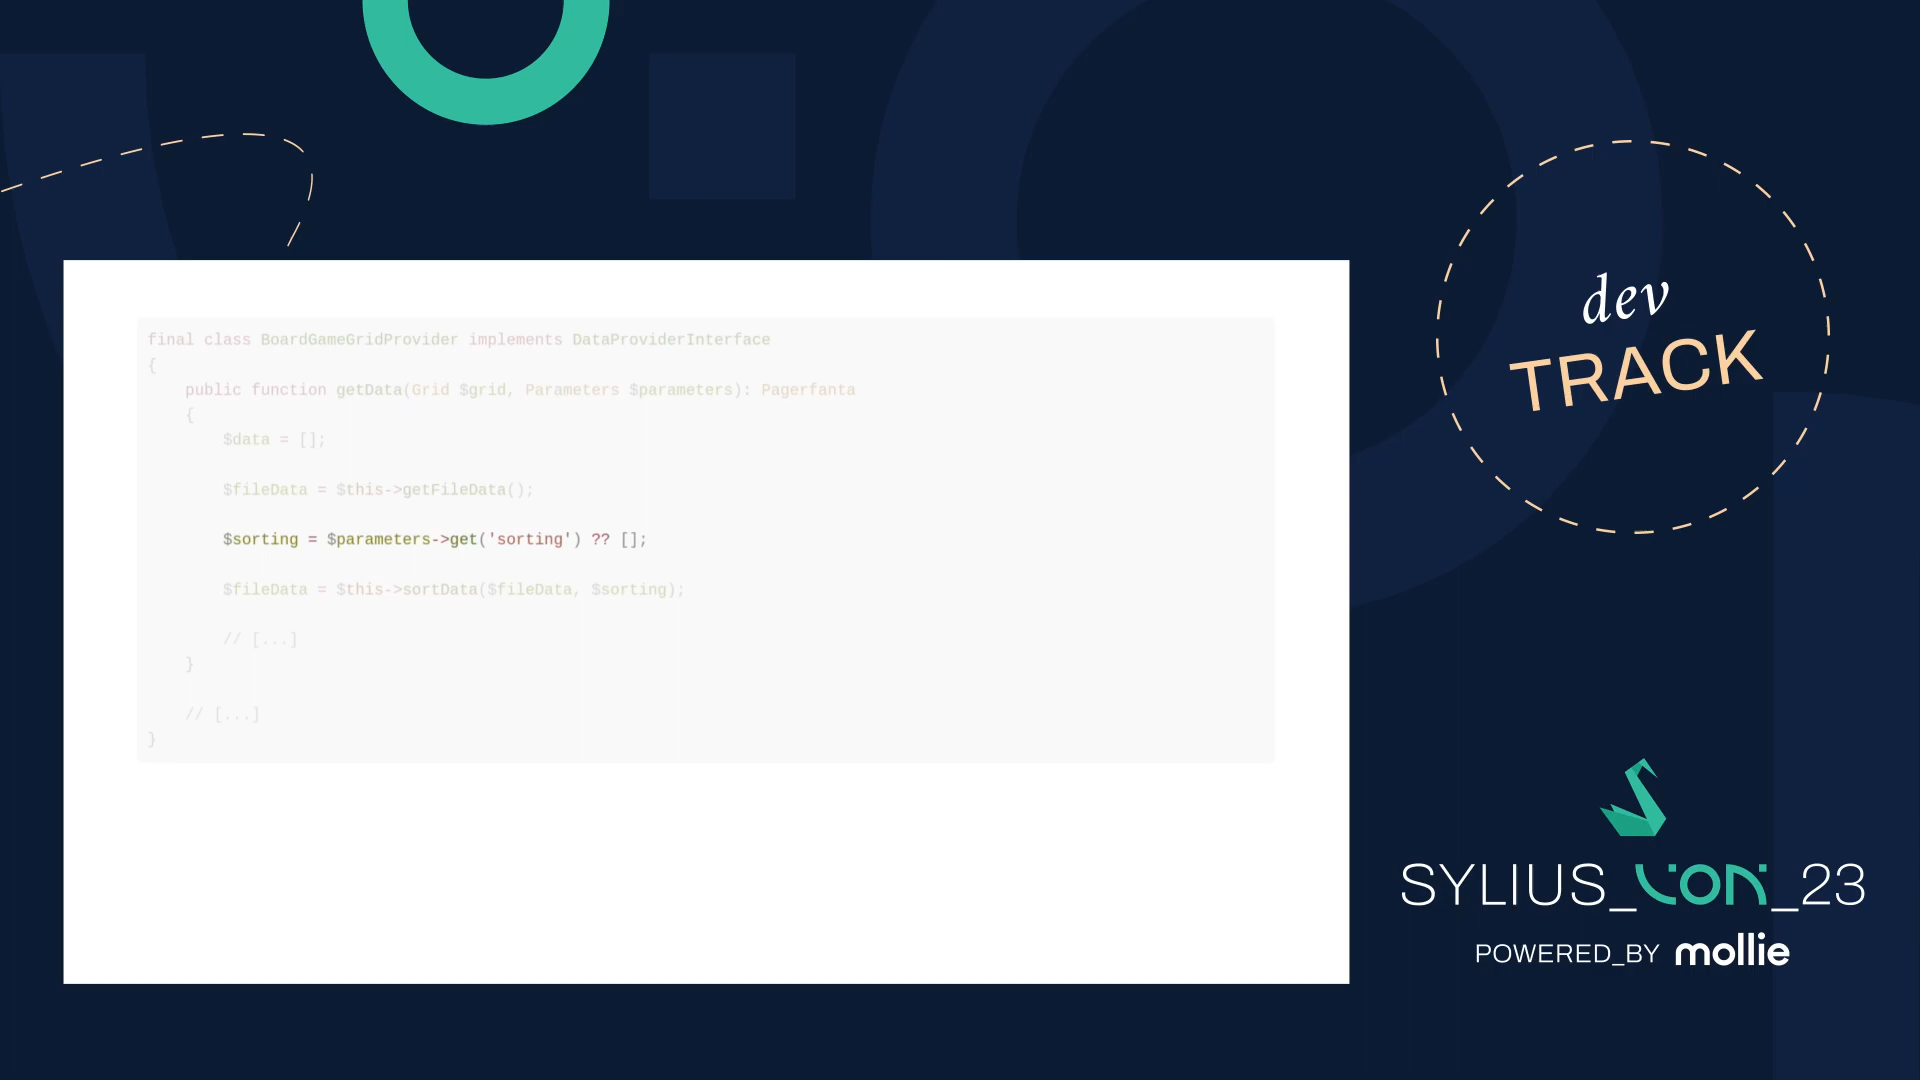 final class BoardGameGridProvider implements DataProviderInterface
{
    public function getData(Grid $grid, Parameters $parameters): Pagerfanta
    {
        $data = [];
        $fileData = $this->getFileData();
        $sorting = $parameters->get('sorting') ?? [];
        $fileData = $this->sortData($fileData, $sorting);
        // [...]
    }
    // [...]
}
dev
TRACK
SYLIUS_CON_23
POWERED_BY mollie